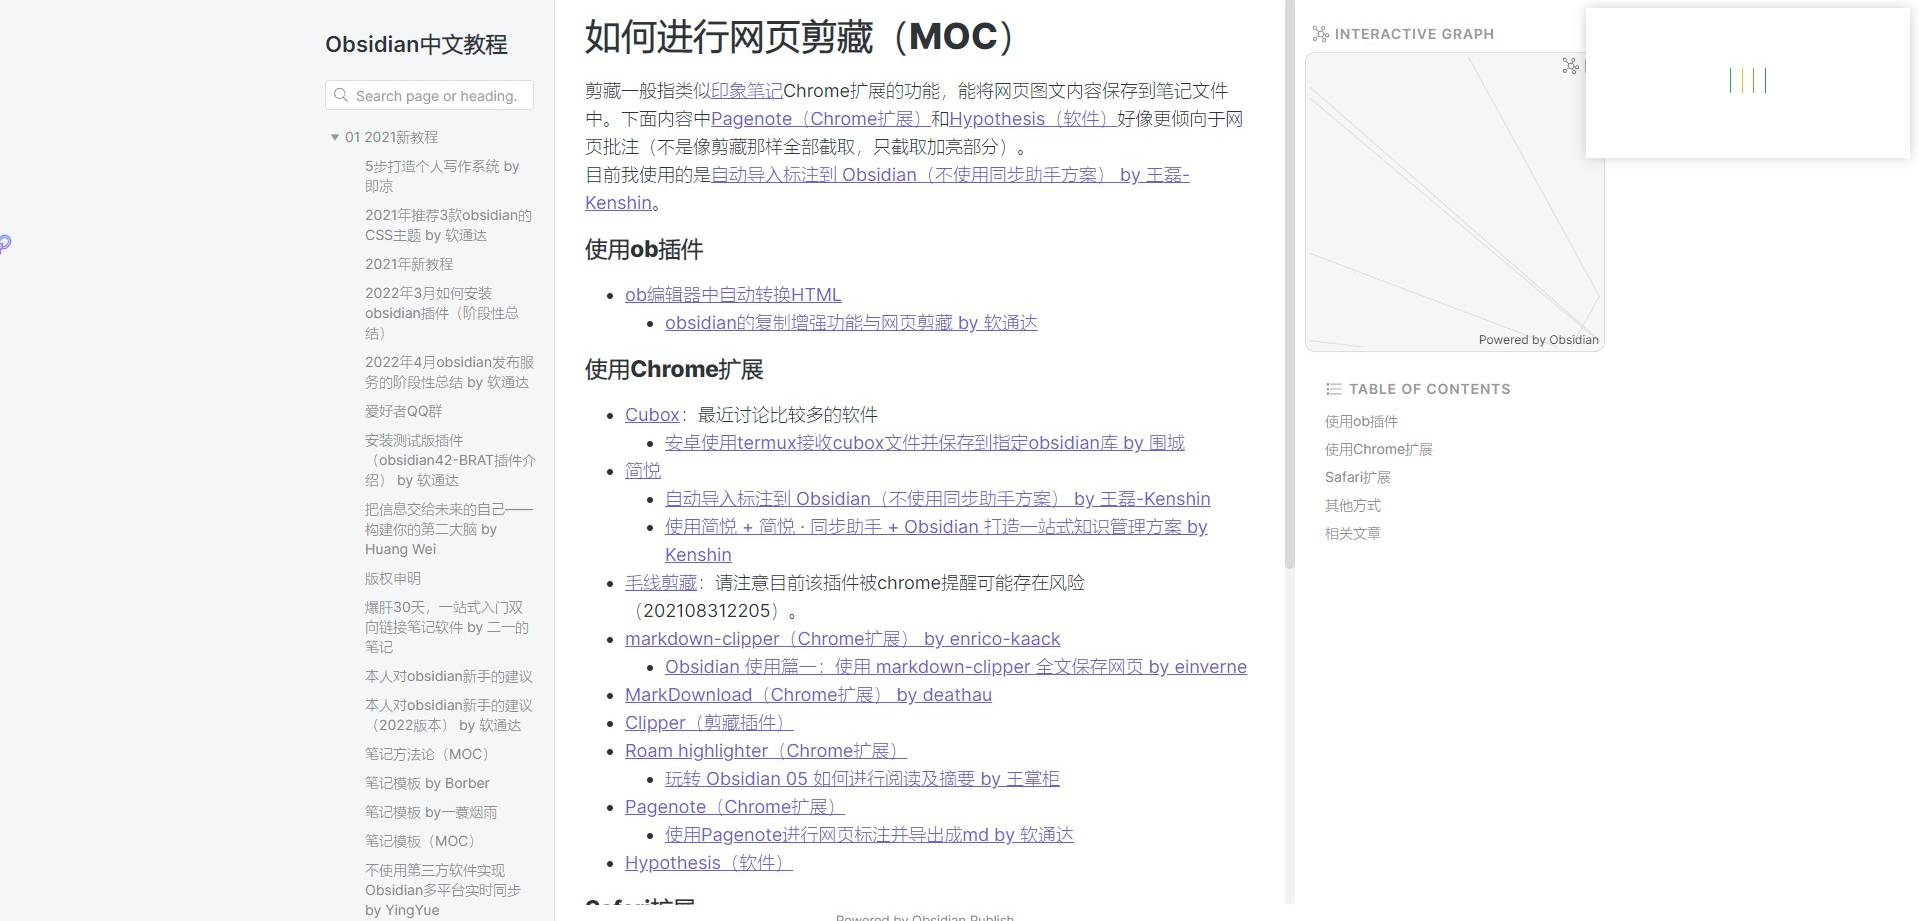 Obsidian中文教程
Search page or heading.
01 2021新教程
5步打造个人写作系统 by
即凉
2021年推荐3款obsidian的
CSS主题 by 软通达
2021年新教程
2022年3月如何安装
obsidian插件（阶段性总
结）
2022年4月obsidian发布服
务的阶段性总结 by 软通达
爱好者QQ群
安装测试版插件
（obsidian42-BRAT插件介
绍） by 软通达
把信息交给未来的自己——
构建你的第二大脑 by
Huang Wei
版权申明
爆肝30天，一站式入门双
向链接笔记软件 by 二一的
笔记
本人对obsidian新手的建议
本人对obsidian新手的建议
（2022版本） by 软通达
笔记方法论（MOC）
笔记模板 by Borber
笔记模板 by一蓑烟雨
笔记模板（MOC）
不使用第三方软件实现
Obsidian多平台实时同步
by YingYue
如何进行网页剪藏（MOC）
剪藏一般指类似印象笔记Chrome扩展的功能，能将网页图文内容保存到笔记文件
中。下面内容中Pagenote（Chrome扩展）和Hypothesis（软件）好像更倾向于网
页批注（不是像剪藏那样全部截取，只截取加亮部分）。
目前我使用的是自动导入标注到 Obsidian（不使用同步助手方案） by 王磊-
Kenshin。
使用ob插件
ob编辑器中自动转换HTML
obsidian的复制增强功能与网页剪藏 by 软通达
使用Chrome扩展
Cubox：最近讨论比较多的软件
安卓使用termux接收cubox文件并保存到指定obsidian库 by 围城
简悦
自动导入标注到 Obsidian（不使用同步助手方案） by 王磊-Kenshin
使用简悦 + 简悦 · 同步助手 + Obsidian 打造一站式知识管理方案 by
Kenshin
毛线剪藏：请注意目前该插件被chrome提醒可能存在风险
（202108312205）。
markdown-clipper（Chrome扩展） by enrico-kaack
Obsidian 使用篇一：使用 markdown-clipper 全文保存网页 by einverne
MarkDownload（Chrome扩展） by deathau
Clipper（剪藏插件）
Roam highlighter（Chrome扩展）
玩转 Obsidian 05 如何进行阅读及摘要 by 王掌柜
Pagenote（Chrome扩展）
使用Pagenote进行网页标注并导出成md by 软通达
Hypothesis（软件）
Safari扩展
Powered by Obsidian Publish
INTERACTIVE GRAPH
Powered by Obsidian
TABLE OF CONTENTS
使用ob插件
使用Chrome扩展
Safari扩展
其他方式
相关文章